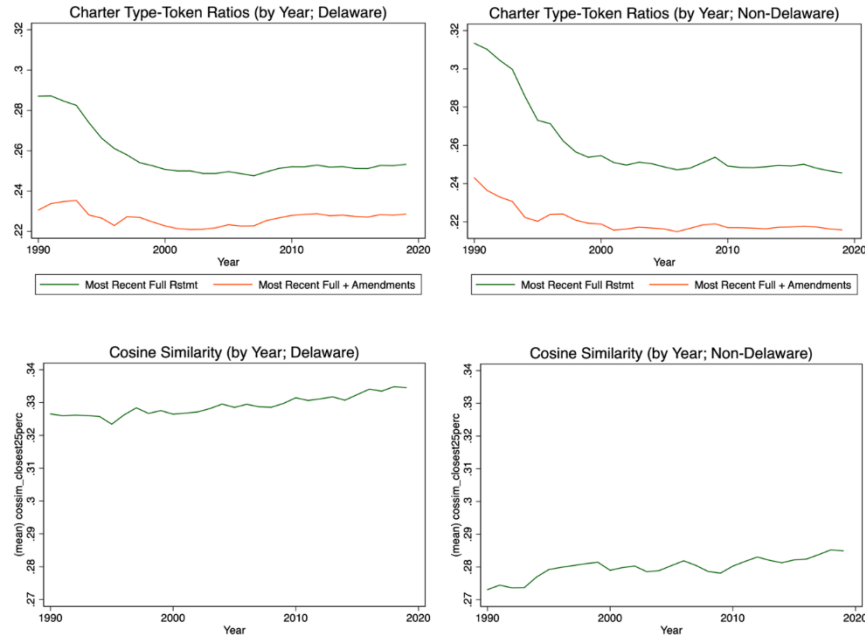 Charter Type-Token Ratios (by Year; Delaware)
.32
.3
.28
.26
.24
.22
1990 2000 2010 2020
Year
Most Recent Full Rstmt Most Recent Full + Amendments
Charter Type-Token Ratios (by Year; Non-Delaware)
.32
.3
.28
.26
.24
.22
1990 2000 2010 2020
Year
Most Recent Full Rstmt Most Recent Full + Amendments
Cosine Similarity (by Year; Delaware)
(mean) cossim_closest25perc
.34
.33
.32
.31
.3
.29
.28
.27
1990 2000 2010 2020
Year
Cosine Similarity (by Year; Non-Delaware)
(mean) cossim_closest25perc
.34
.33
.32
.31
.3
.29
.28
.27
1990 2000 2010 2020
Year